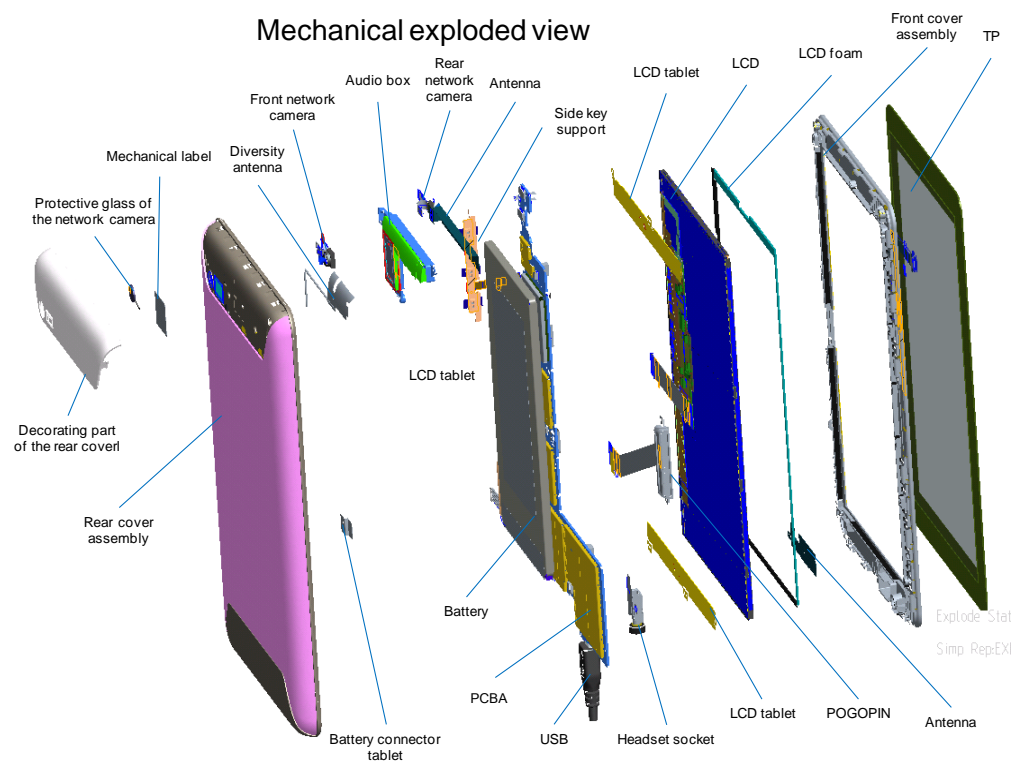 Mechanical exploded view
Front cover
assembly
TP
LCD foam
LCD
LCD tablet
Rear
network
camera
Audio box
Antenna
Front network
camera
Side key
support
Diversity
antenna
Mechanical label
Protective glass of
the network camera
LCD tablet
Decorating part
of the rear coverl
Rear cover
assembly
Battery
Explode Stat
Simp Rep:EXI
PCBA
USB
Headset socket
LCD tablet
POGOPIN
Antenna
Battery connector
tablet